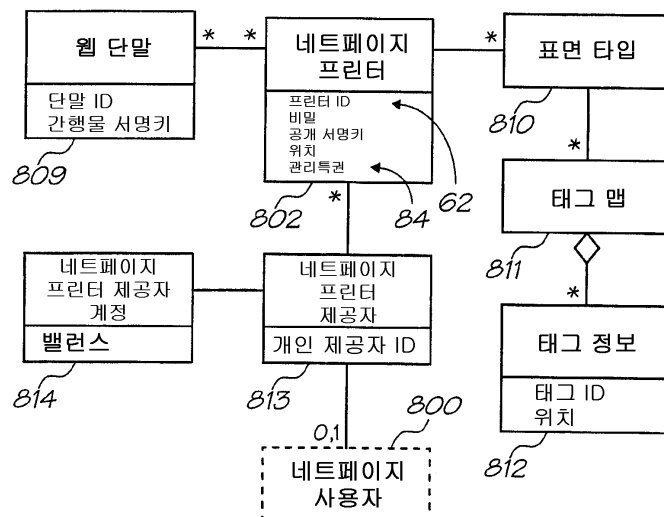 웹 단말
단말 ID
간행물 서명키
809
*
*
네트페이지
프린터
프린터 ID
비밀
공개 서명키
위치
관리특권
802
62
84
*
*
표면 타입
810
*
태그 맵
811
*
태그 정보
태그 ID
위치
812
네트페이지
프린터 제공자
계정
밸런스
814
네트페이지
프린터
제공자
개인 제공자 ID
813
0,1
800
네트페이지
사용자